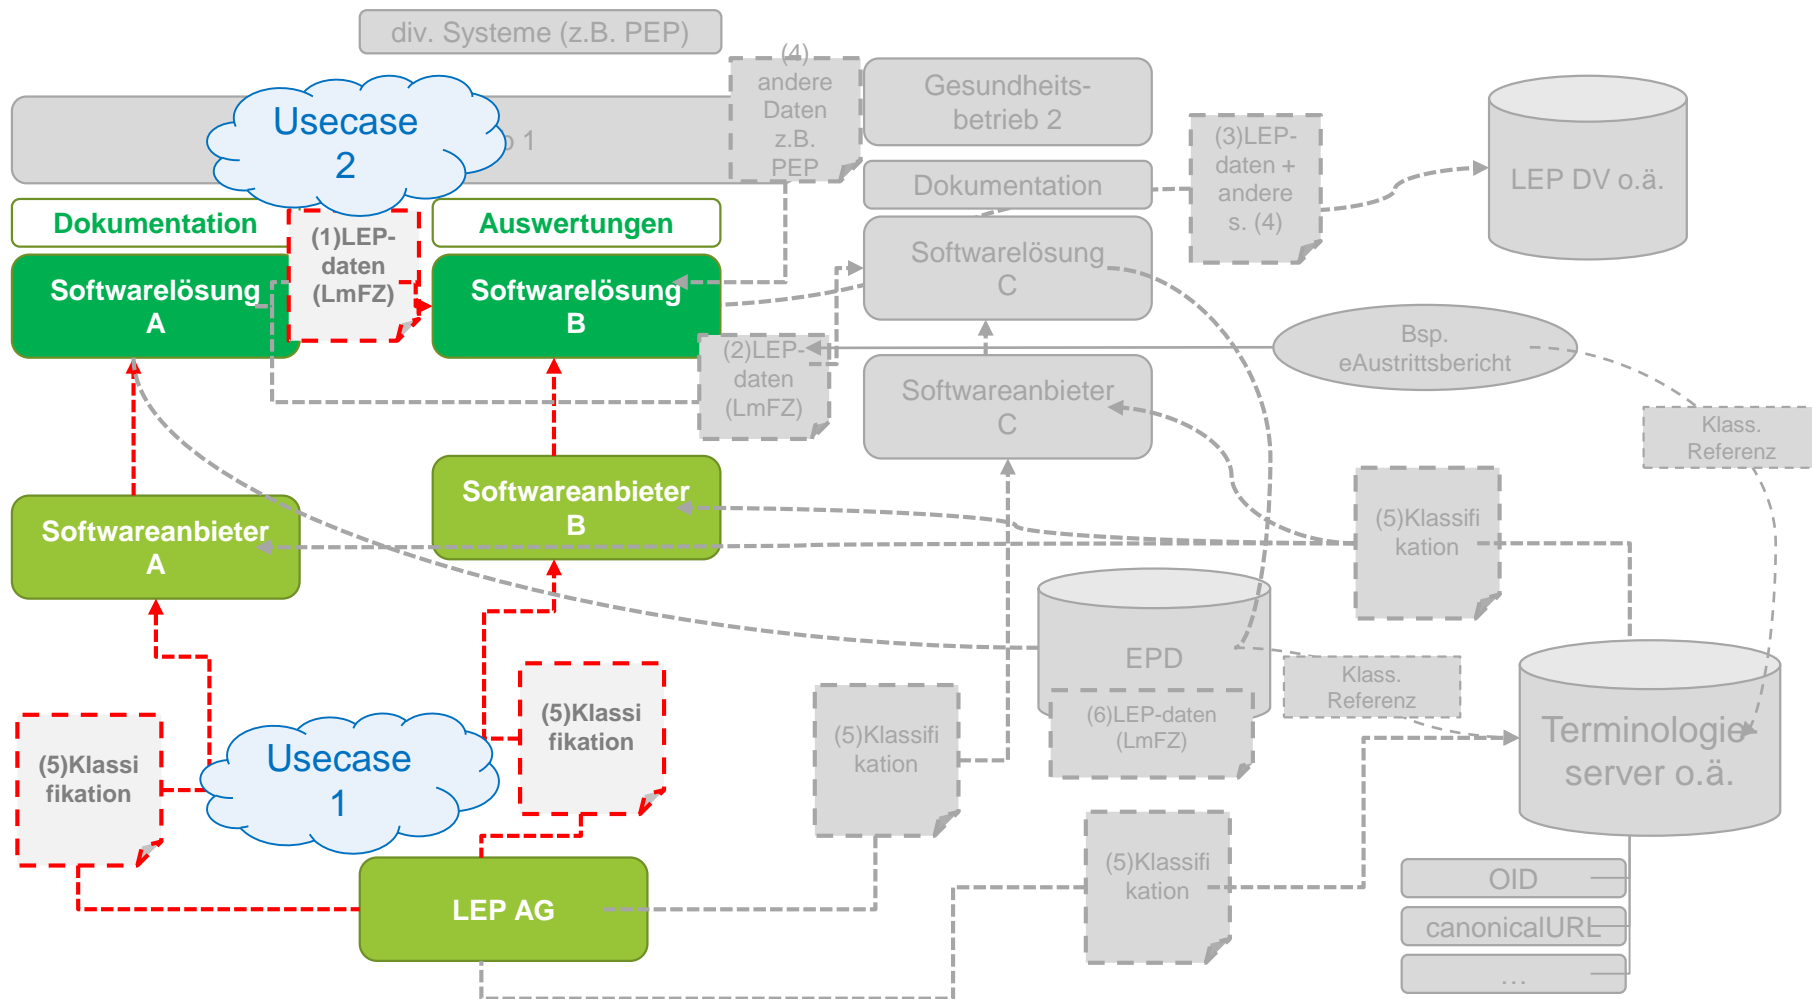 div. Systeme (z.B. PEP)
(4)
andere
Daten
z.B.
PEP
Gesundheits-
betrieb 2
Usecase
2
1
(3)LEP-
daten +
andere
s. (4)
LEP DV o.ä.
Dokumentation
Dokumentation
Auswertungen
(1)LEP-
daten
(LmFZ)
Softwarelösung
A
Softwarelösung
B
Softwarelösung
C
(2)LEP-
daten
(LmFZ)
Bsp.
eAustrittsbericht
Softwareanbieter
C
Klass.
Referenz
Softwareanbieter
B
Softwareanbieter
A
(5)Klassifi
kation
EPD
Klass.
Referenz
(6)LEP-daten
(LmFZ)
Terminologie
server o.ä.
(5)Klassi
fikation
(5)Klassi
fikation
Usecase
1
(5)Klassifi
kation
(5)Klassifi
kation
LEP AG
OID
canonicalURL
...